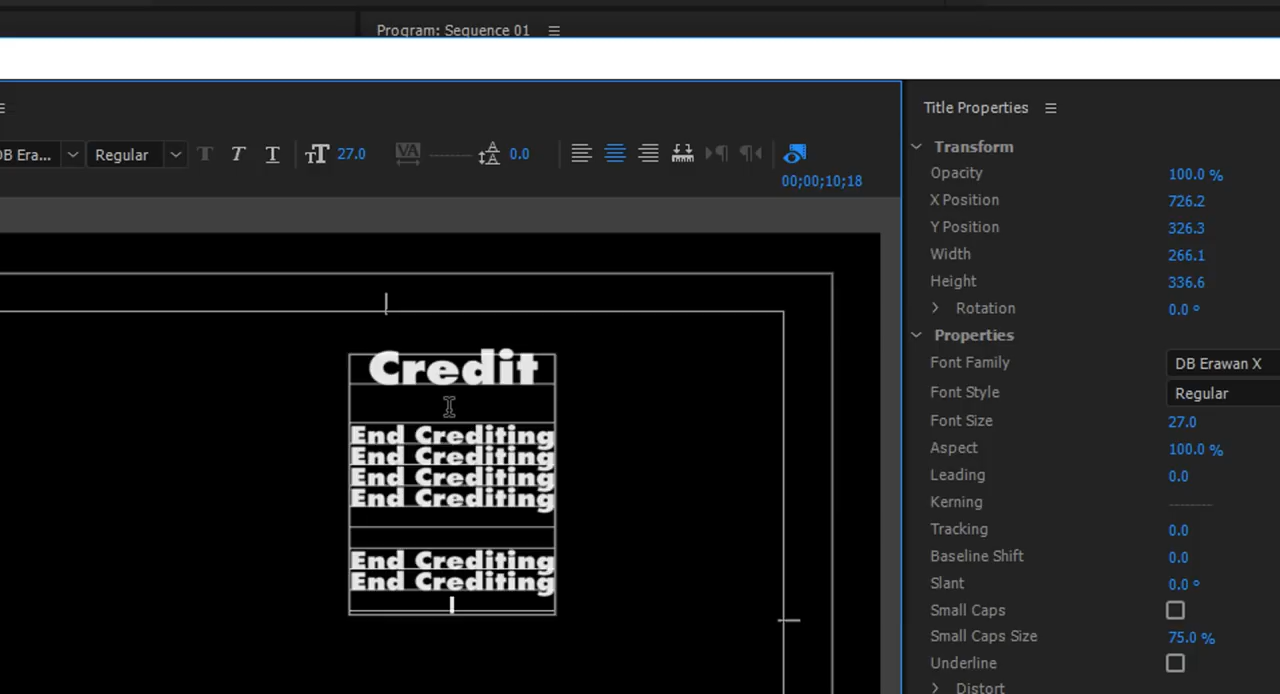 Program: Sequence 01
Title Properties
DB Era... Regular T T T TT 27.0 VA 0.0
00;00;10;18
Transform
Opacity 100.0 %
X Position 726.2
Y Position 326.3
Width 266.1
Height 336.6
Rotation 0.0 °
Properties
Font Family DB Erawan X
Font Style Regular
Font Size 27.0
Aspect 100.0 %
Leading 0.0
Kerning
Tracking 0.0
Baseline Shift 0.0
Slant 0.0 °
Small Caps
Small Caps Size 75.0 %
Underline
Distort
Credit
End Crediting
End Crediting
End Crediting
End Crediting
End Crediting
End Crediting